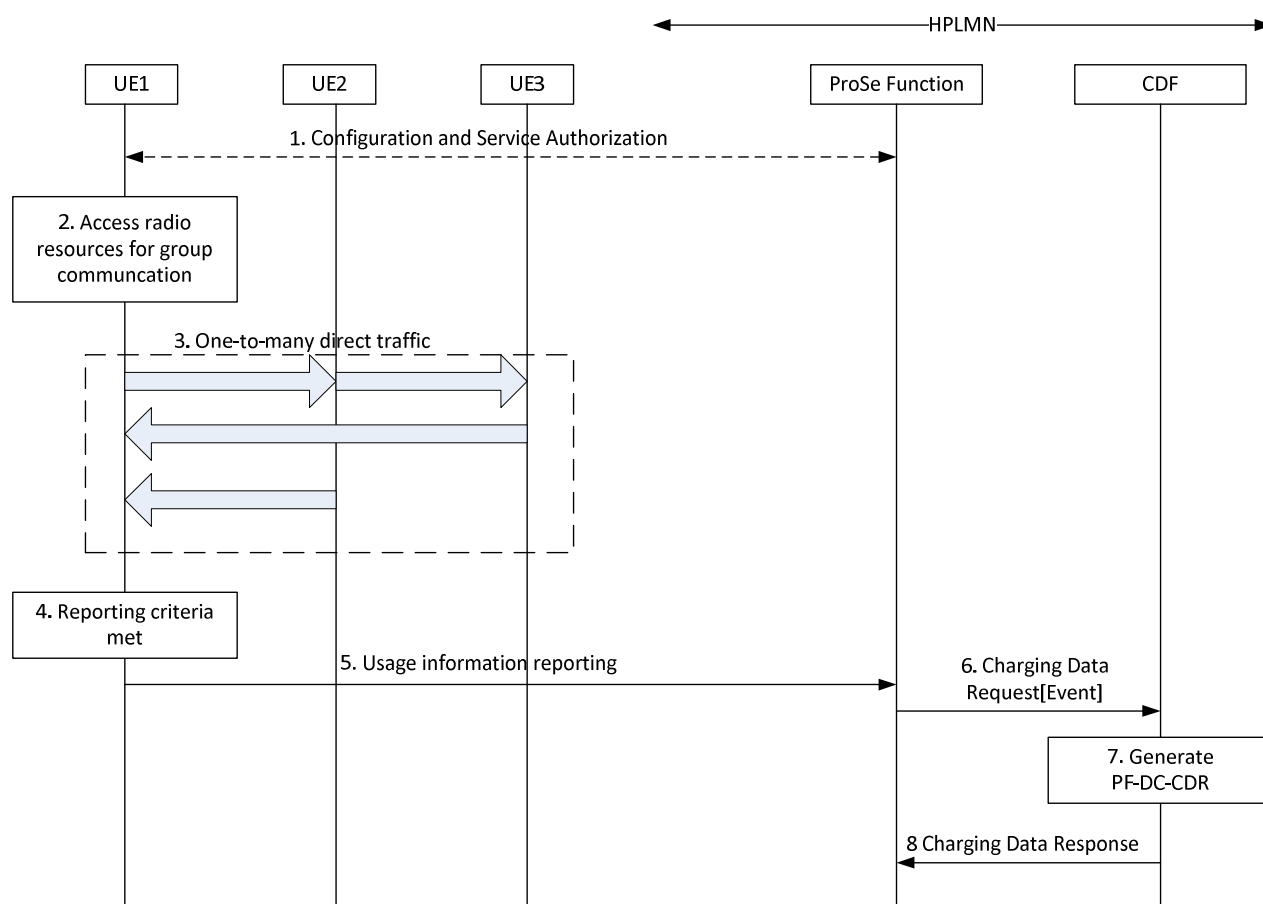 HPLMN
UE1
UE2
UE3
ProSe Function
CDF
1. Configuration and Service Authorization
2. Access radio
resources for group
communcation
3. One-to-many direct traffic
4. Reporting criteria
met
5. Usage information reporting
6. Charging Data
Request[Event]
7. Generate
PF-DC-CDR
8 Charging Data Response